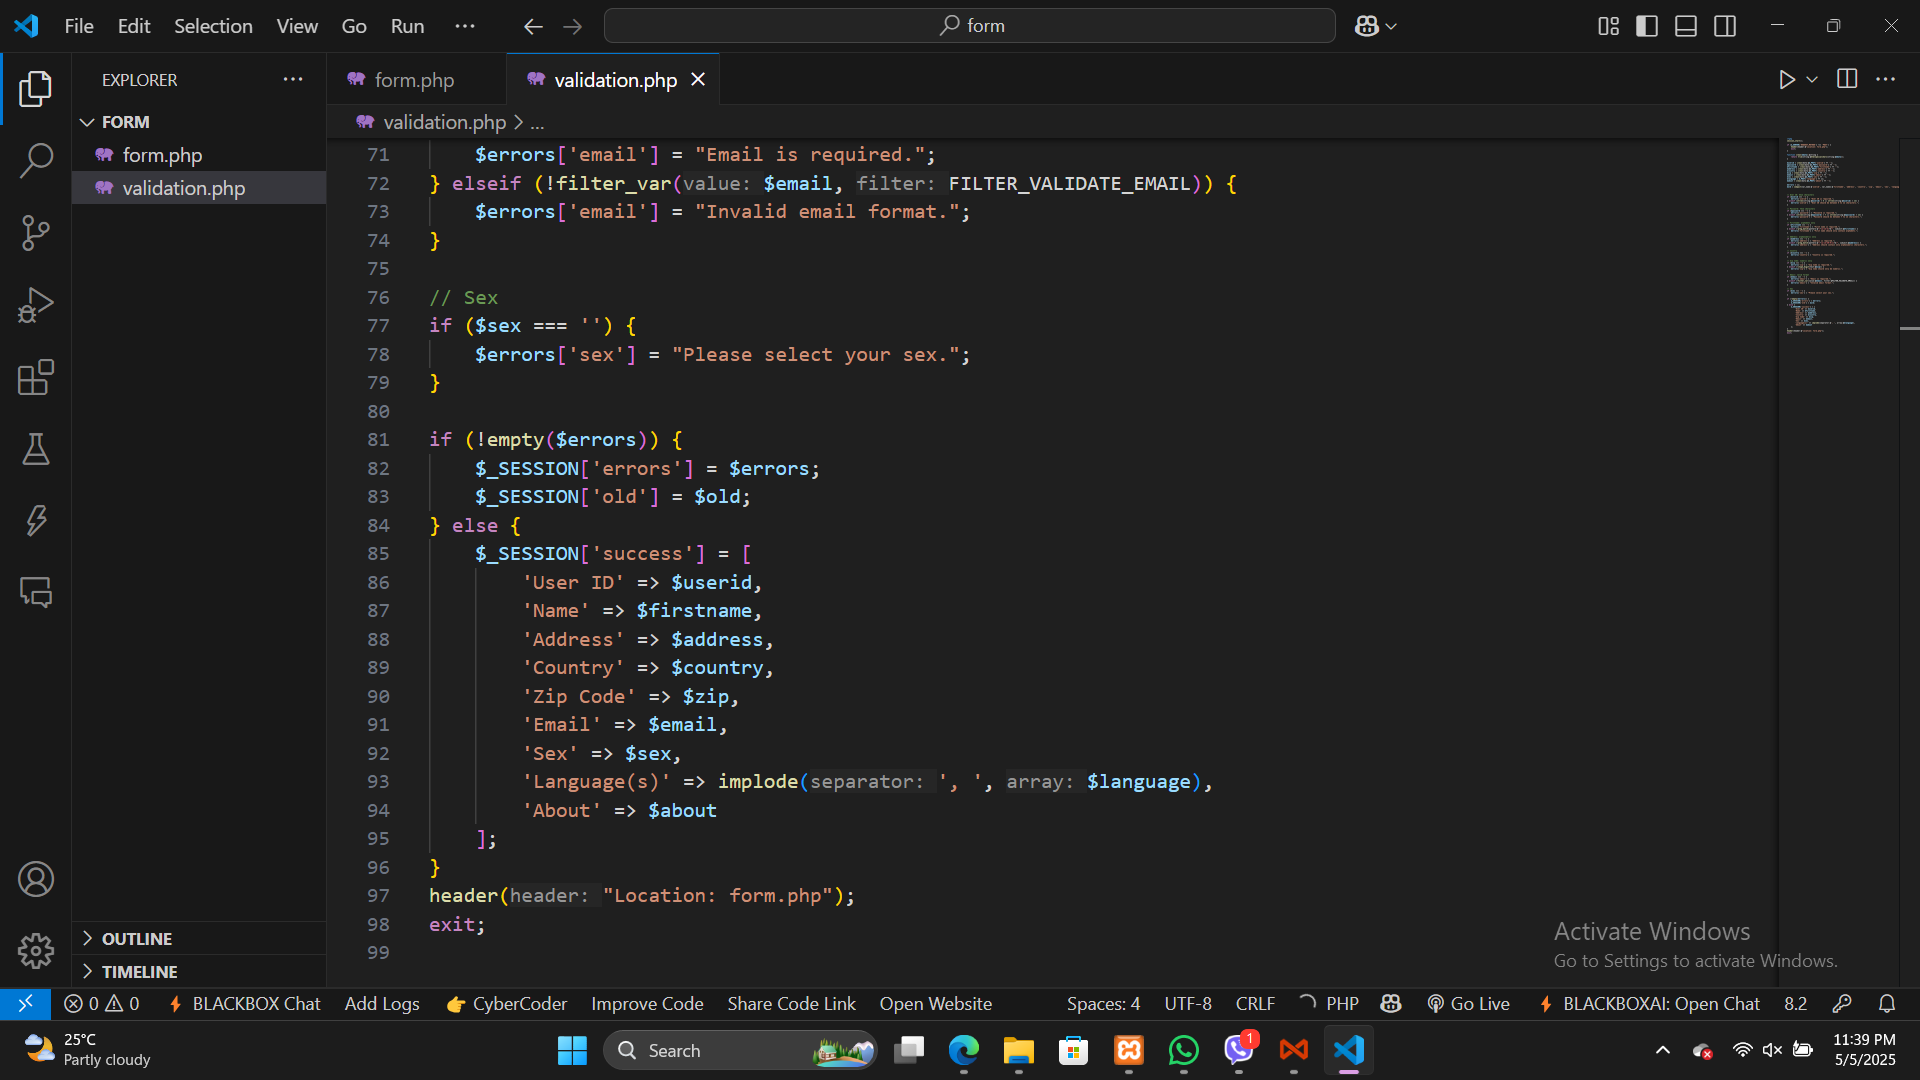 File Edit Selection View Go Run ···
form
EXPLORER ···
form.php
validation.php
FORM
form.php
validation.php
validation.php > ...
71 $errors['email'] = "Email is required.";
72 } elseif (!filter_var(value: $email, filter: FILTER_VALIDATE_EMAIL)) {
73 $errors['email'] = "Invalid email format.";
74 }
75
76 // Sex
77 if ($sex === '') {
78 $errors['sex'] = "Please select your sex.";
79 }
80
81 if (!empty($errors)) {
82 $_SESSION['errors'] = $errors;
83 $_SESSION['old'] = $old;
84 } else {
85 $_SESSION['success'] = [
86 'User ID' => $userid,
87 'Name' => $firstname,
88 'Address' => $address,
89 'Country' => $country,
90 'Zip Code' => $zip,
91 'Email' => $email,
92 'Sex' => $sex,
93 'Language(s)' => implode(separator: ', ', array: $language),
94 'About' => $about
95 ];
96 }
97 header(header: "Location: form.php");
98 exit;
99
OUTLINE
TIMELINE
Activate Windows
Go to Settings to activate Windows.
0 0 BLACKBOX Chat Add Logs CyberCoder Improve Code Share Code Link Open Website Spaces: 4 UTF-8 CRLF PHP Go Live BLACKBOXAI: Open Chat 8.2
25°C
Partly cloudy
Search
1
11:39 PM
5/5/2025